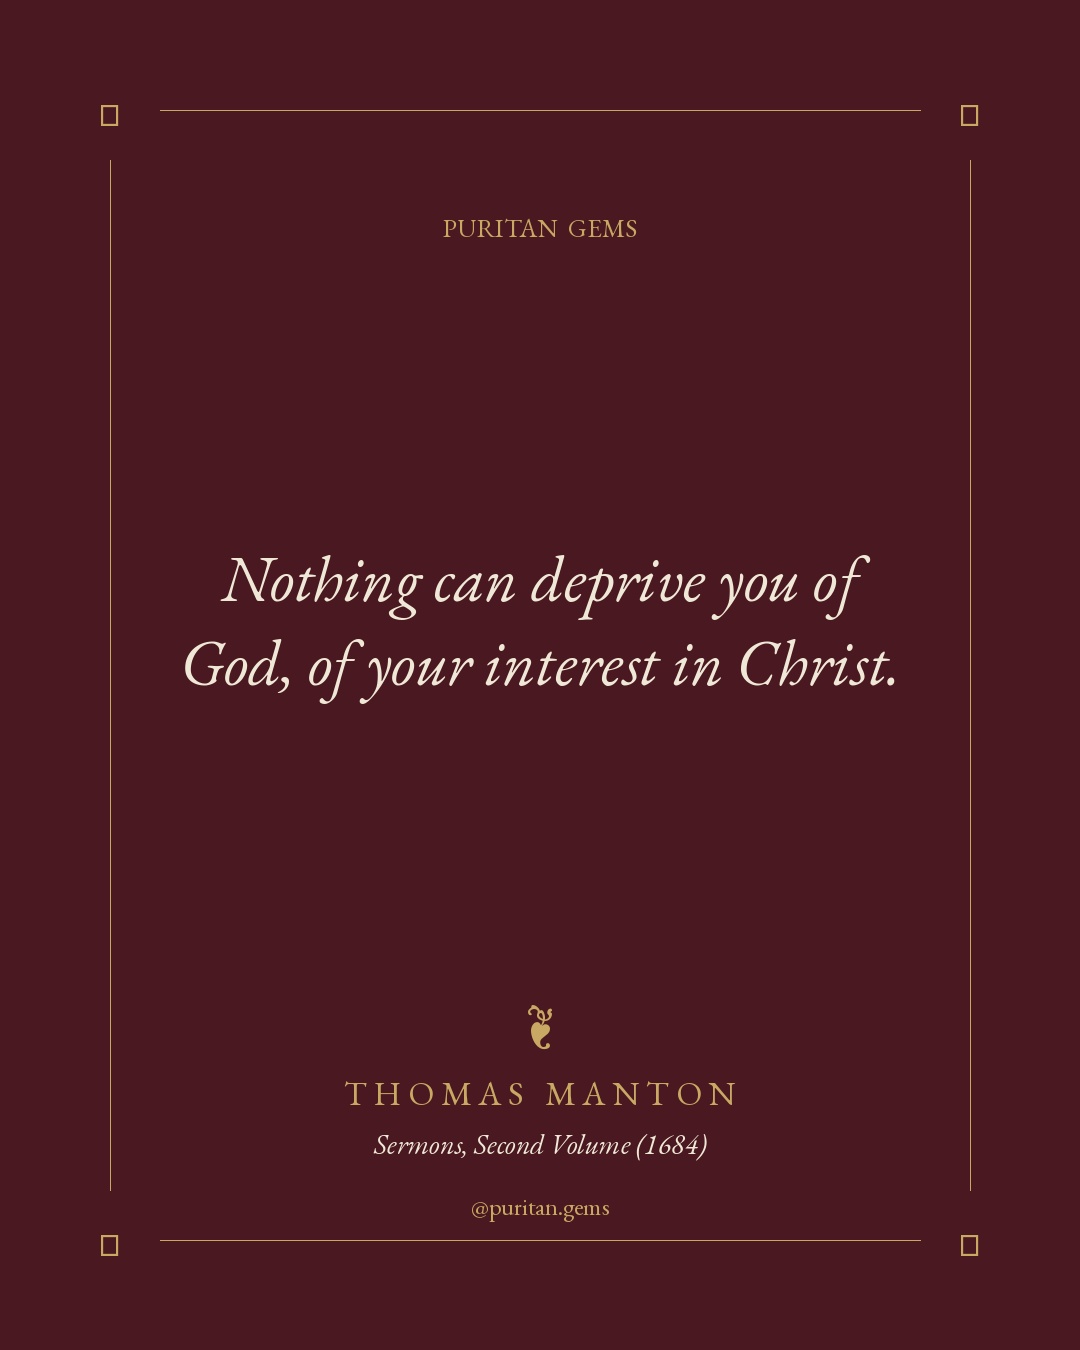 PURITAN GEMS
Nothing can deprive you of
God, of your interest in Christ.
THOMAS MANTON
Sermons, Second Volume (1684)
@puritan.gems